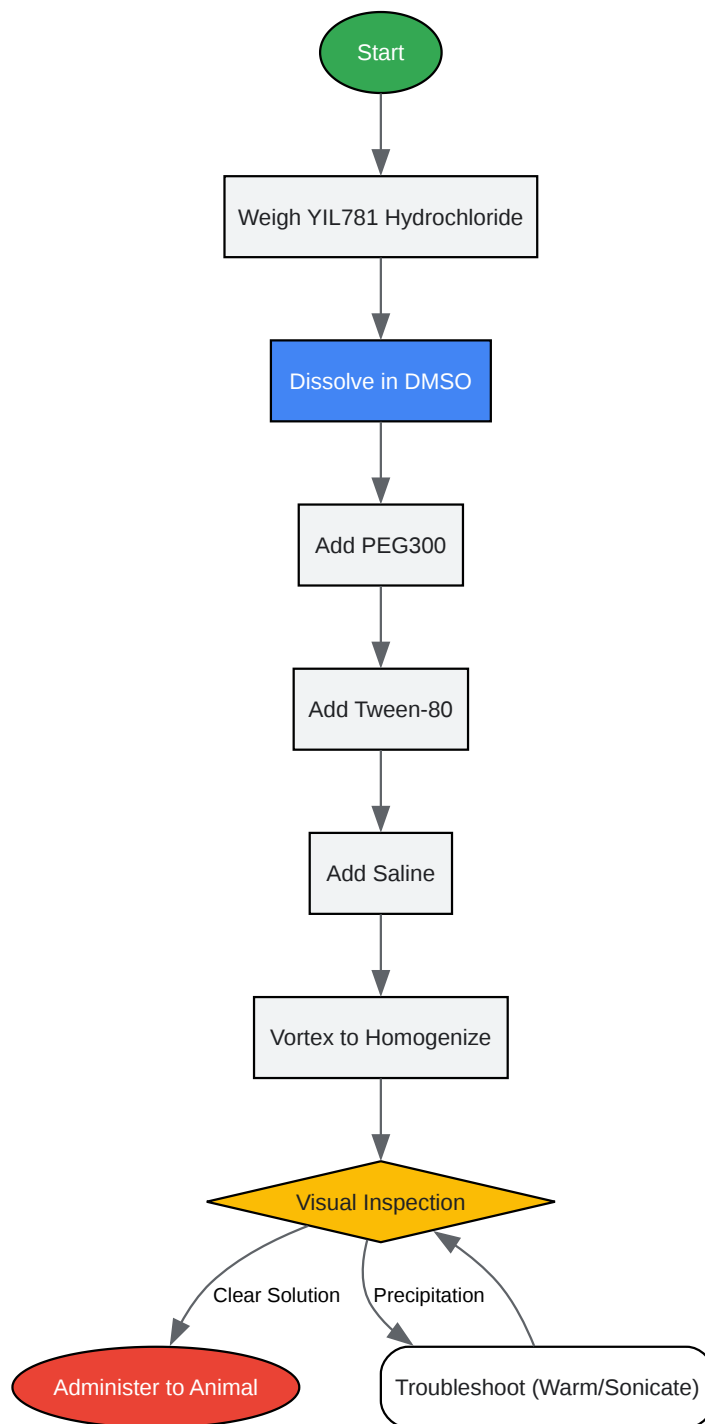 Start
Weigh YIL781 Hydrochloride
Dissolve in DMSO
Add PEG300
Add Tween-80
Add Saline
Vortex to Homogenize
Visual Inspection
Clear Solution
Precipitation
Administer to Animal
Troubleshoot (Warm/Sonicate)